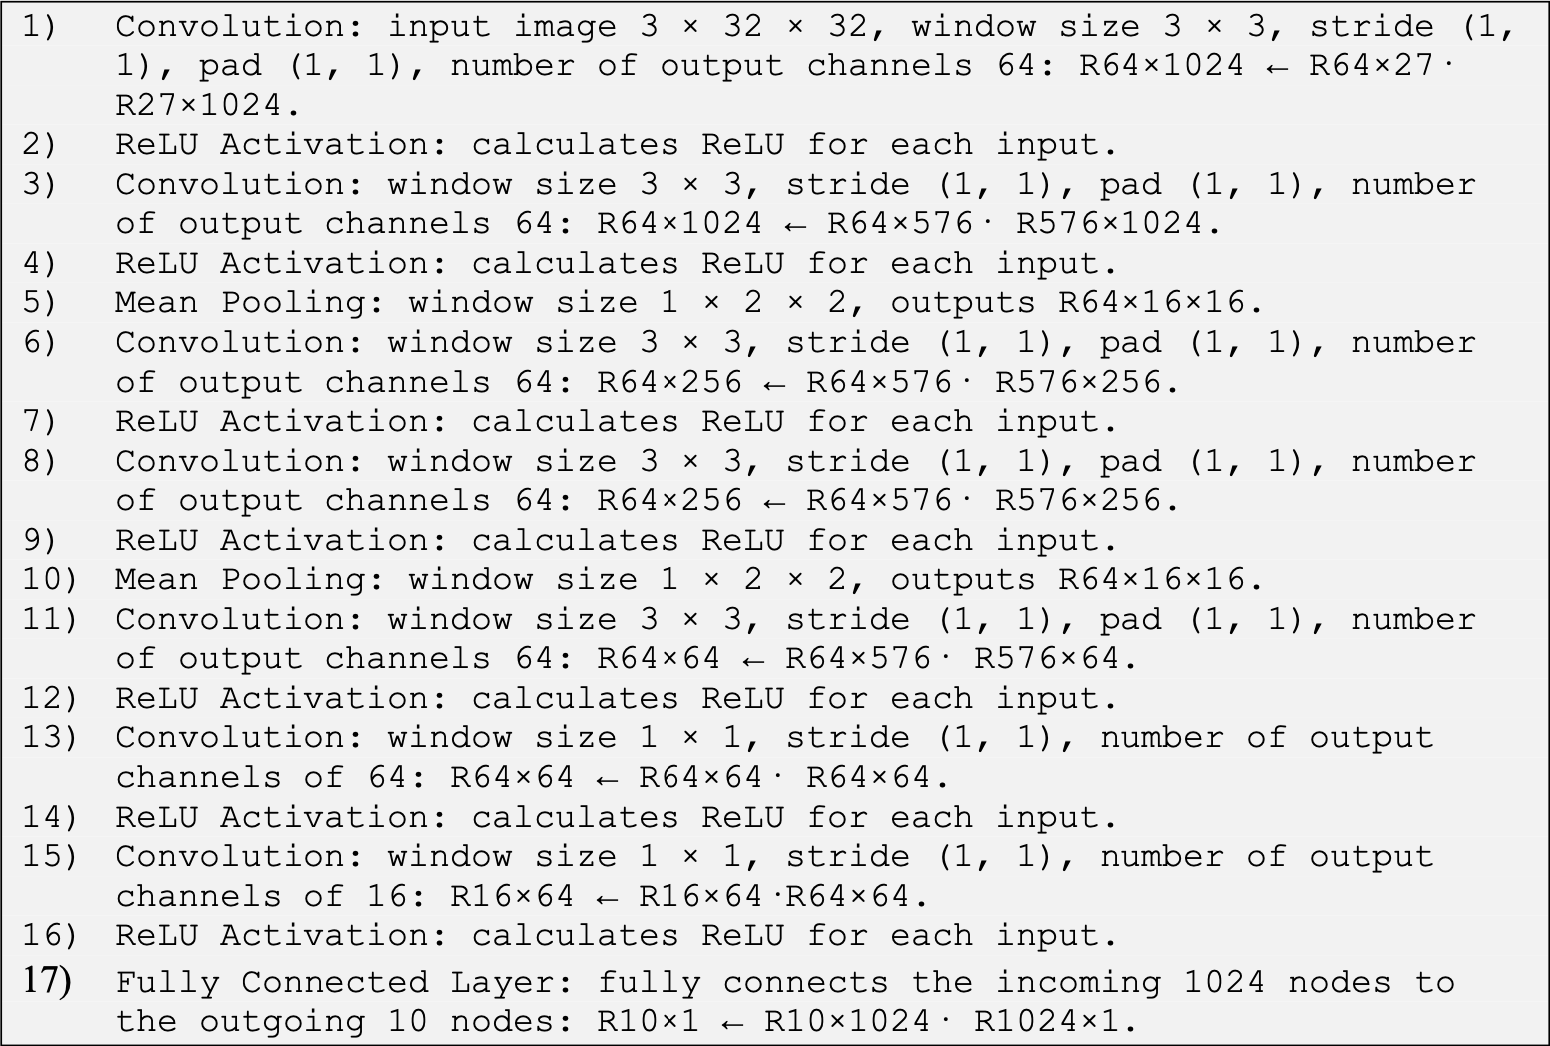 1) Convolution: input image 3 × 32 × 32, window size 3 × 3, stride (1,
1), pad (1, 1), number of output channels 64: R64×1024 ← R64×27·
R27×1024.
2) ReLU Activation: calculates ReLU for each input.
3) Convolution: window size 3 × 3, stride (1, 1), pad (1, 1), number
of output channels 64: R64×1024 ← R64×576· R576×1024.
4) ReLU Activation: calculates ReLU for each input.
5) Mean Pooling: window size 1 × 2 × 2, outputs R64×16×16.
6) Convolution: window size 3 × 3, stride (1, 1), pad (1, 1), number
of output channels 64: R64×256 ← R64×576· R576×256.
7) ReLU Activation: calculates ReLU for each input.
8) Convolution: window size 3 × 3, stride (1, 1), pad (1, 1), number
of output channels 64: R64×256 ← R64×576· R576×256.
9) ReLU Activation: calculates ReLU for each input.
10) Mean Pooling: window size 1 × 2 × 2, outputs R64×16×16.
11) Convolution: window size 3 × 3, stride (1, 1), pad (1, 1), number
of output channels 64: R64×64 ← R64×576· R576×64.
12) ReLU Activation: calculates ReLU for each input.
13) Convolution: window size 1 × 1, stride (1, 1), number of output
channels of 64: R64×64 ← R64×64· R64×64.
14) ReLU Activation: calculates ReLU for each input.
15) Convolution: window size 1 × 1, stride (1, 1), number of output
channels of 16: R16×64 ← R16×64·R64×64.
16) ReLU Activation: calculates ReLU for each input.
17) Fully Connected Layer: fully connects the incoming 1024 nodes to
the outgoing 10 nodes: R10×1 ← R10×1024· R1024×1.